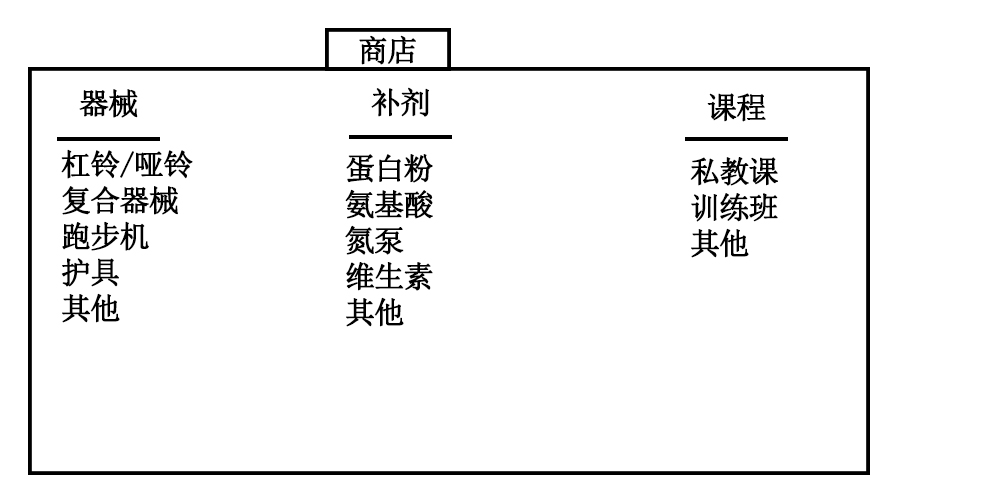 商店
器械
杠铃/哑铃
复合器械
跑步机
护具
其他
补剂
蛋白粉
氨基酸
氮泵
维生素
其他
课程
私教课
训练班
其他